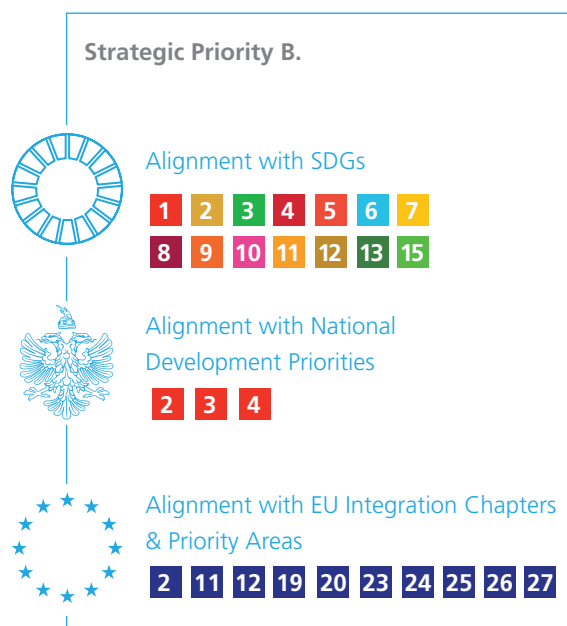 Strategic Priority B.
Alignment with SDGs
1 2 3 4 5 6 7
8 9 10 11 12 13 15
Alignment with National
Development Priorities
2 3 4
Alignment with EU Integration Chapters
& Priority Areas
2 11 12 19 20 23 24 25 26 27